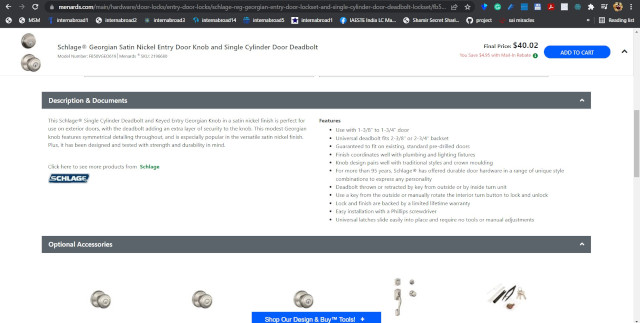 menards.com/main/hardware/door-locks/entry-door-locks/schlage-reg-georgian-entry-door-lockset-and-single-cylinder-door-deadbolt-lockset/
Apps MSM internabroad1 internabroad2 internabroad3 internabroad14 internabroad5 internabroad1 IAESTE India LC Ma... Shamir Secret Shari... project sai miracles Reading list
Schlage® Georgian Satin Nickel Entry Door Knob and Single Cylinder Door Deadbolt
Final Price: $40.02
You Save $4.95 with Mail-In Rebate
ADD TO CART
Description & Documents
This Schlage® Single Cylinder Deadbolt and Keyed Entry Georgian Knob in a satin nickel finish is perfect for
use on exterior doors, with the deadbolt adding an extra layer of security to the knob. This modest Georgian
knob features symmetrical detailing throughout, and is especially popular in the versatile satin nickel finish.
Plus, it has been designed and tested with strength and durability in mind.
Click here to see more products from Schlage
SCHLAGE
Features
Use with 1-3/8" to 1-3/4" door
Universal deadbolt fits 2-3/8" or 2-3/4" backset
Guaranteed to fit on existing, standard pre-drilled doors
Finish coordinates well with plumbing and lighting fixtures
Knob design pairs well with traditional styles and crown moulding
For more than 95 years, Schlage® has offered durable door hardware in a range of unique style
combinations to express any personality
Deadbolt thrown or retracted by key from outside or by inside turn unit
Use a key from the outside or manually rotate the interior turn button to lock and unlock
Lock and finish are backed by a limited lifetime warranty
Easy installation with a Phillips screwdriver
Universal latches slide easily into place and require no tools or manual adjustments
Optional Accessories
Shop Our Design & Buy™ Tools!